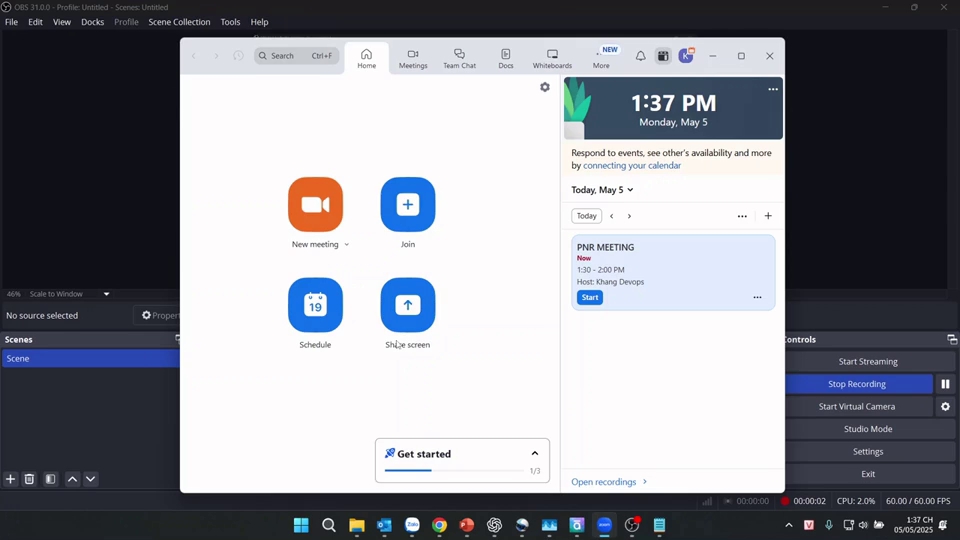 OBS 31.0.0 - Profile: Untitled - Scenes: Untitled
File Edit View Docks Profile Scene Collection Tools Help
Search Ctrl+F
Home
Meetings
Team Chat
Docs
Whiteboards
NEW
More
K
1:37 PM
Monday, May 5
Respond to events, see other's availability and more
by connecting your calendar
Today, May 5
Today
PNR MEETING
Now
1:30 - 2:00 PM
Host: Khang Devops
Start
New meeting
Join
19
Schedule
Share screen
Get started
1/3
Open recordings
46% Scale to Window
No source selected
Proper
Scenes
Scene
Controls
Start Streaming
Stop Recording
Start Virtual Camera
Studio Mode
Settings
Exit
00:00:00
00:00:02
CPU: 2.0%
60.00 / 60.00 FPS
Zalo
zoom
V
1:37 CH
05/05/2025